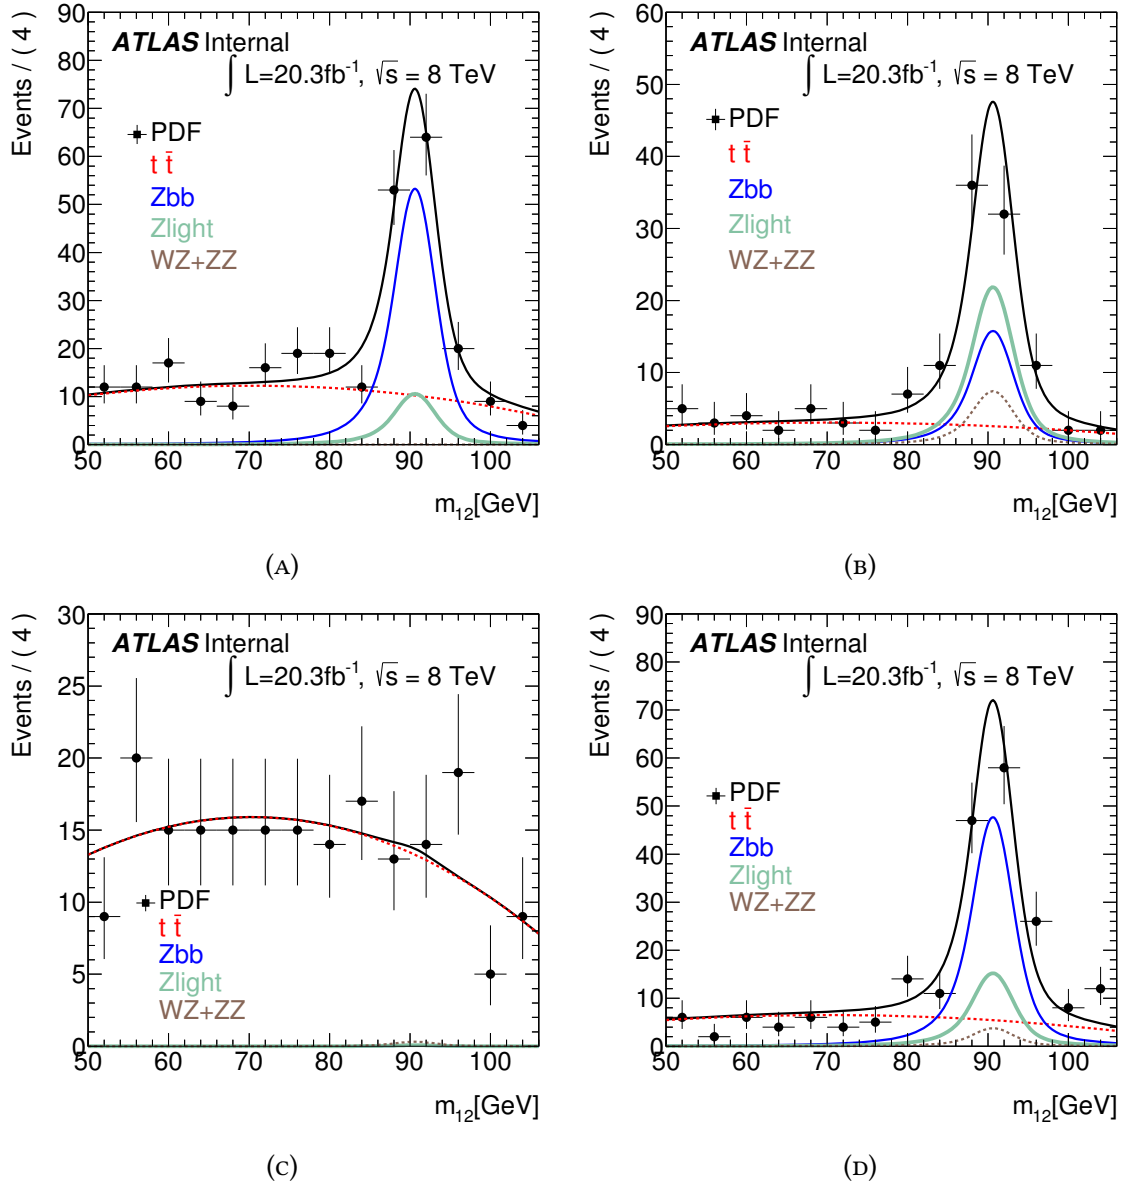 90
80
70
60
50
40
30
20
10
0
Events / ( 4 )
ATLAS Internal
∫ L=20.3fb⁻¹, √s = 8 TeV
PDF
t t̄
Zbb
Zlight
WZ+ZZ
50 60 70 80 90 100
m₁₂[GeV]
(A)
60
50
40
30
20
10
0
Events / ( 4 )
ATLAS Internal
∫ L=20.3fb⁻¹, √s = 8 TeV
PDF
t t̄
Zbb
Zlight
WZ+ZZ
50 60 70 80 90 100
m₁₂[GeV]
(B)
30
25
20
15
10
5
0
Events / ( 4 )
ATLAS Internal
∫ L=20.3fb⁻¹, √s = 8 TeV
PDF
t t̄
Zbb
Zlight
WZ+ZZ
50 60 70 80 90 100
m₁₂[GeV]
(C)
90
80
70
60
50
40
30
20
10
0
Events / ( 4 )
ATLAS Internal
∫ L=20.3fb⁻¹, √s = 8 TeV
PDF
t t̄
Zbb
Zlight
WZ+ZZ
50 60 70 80 90 100
m₁₂[GeV]
(D)